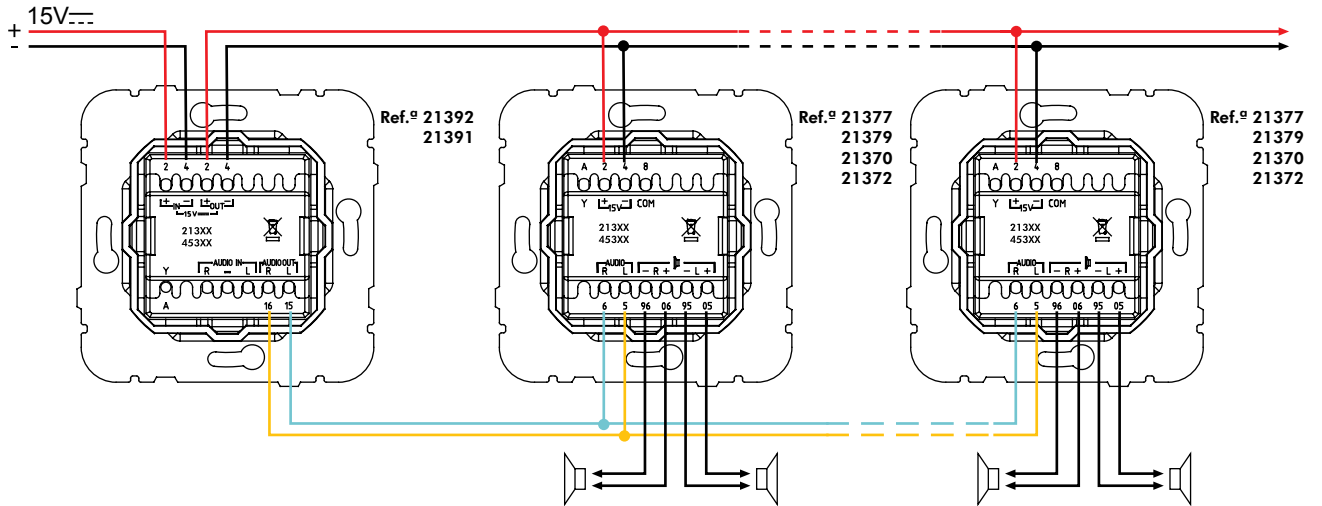 15V
+
-
Ref.ª 21392
21391
Ref.ª 21377
21379
21370
21372
Ref.ª 21377
21379
21370
21372
2 4 2 4
+ IN - + OUT -
15V
213XX
453XX
AUDIO IN AUDIO OUT
Y R - L R L
A 16 15
A 2 4 8
Y + - COM
15V
213XX
453XX
AUDIO
R L - R + - L +
6 5 96 06 95 05
A 2 4 8
Y + - COM
15V
213XX
453XX
AUDIO
R L - R + - L +
6 5 96 06 95 05